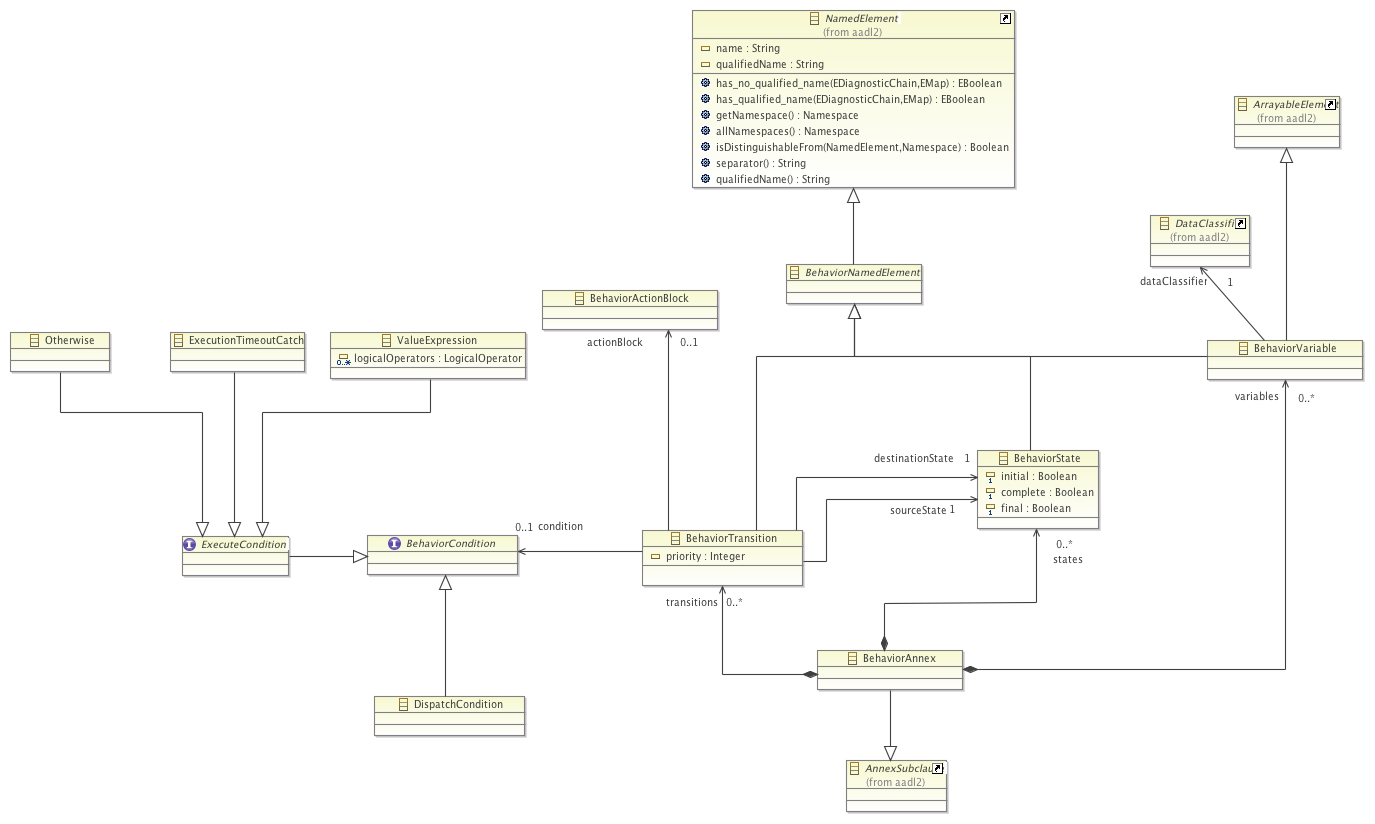 NamedElement
(from aadl2)
name : String
qualifiedName : String
has_no_qualified_name(EDiagnosticChain,EMap) : EBoolean
has_qualified_name(EDiagnosticChain,EMap) : EBoolean
getNamespace() : Namespace
allNamespaces() : Namespace
isDistinguishableFrom(NamedElement,Namespace) : Boolean
separator() : String
qualifiedName() : String
(from aadl2)
DataClassifi
(from aadl2)
BehaviorNamedElement
dataClassifier 1
BehaviorActionBlock
actionBlock 0..1
Otherwise
ExecutionTimeoutCatch
ValueExpression
0..* logicalOperators : LogicalOperator
BehaviorVariable
variables 0..*
destinationState 1
BehaviorState
1 initial : Boolean
1 complete : Boolean
1 final : Boolean
sourceState 1
0..1 condition
I ExecuteCondition
I BehaviorCondition
BehaviorTransition
priority : Integer
0..*
states
transitions 0..*
BehaviorAnnex
DispatchCondition
(from aadl2)